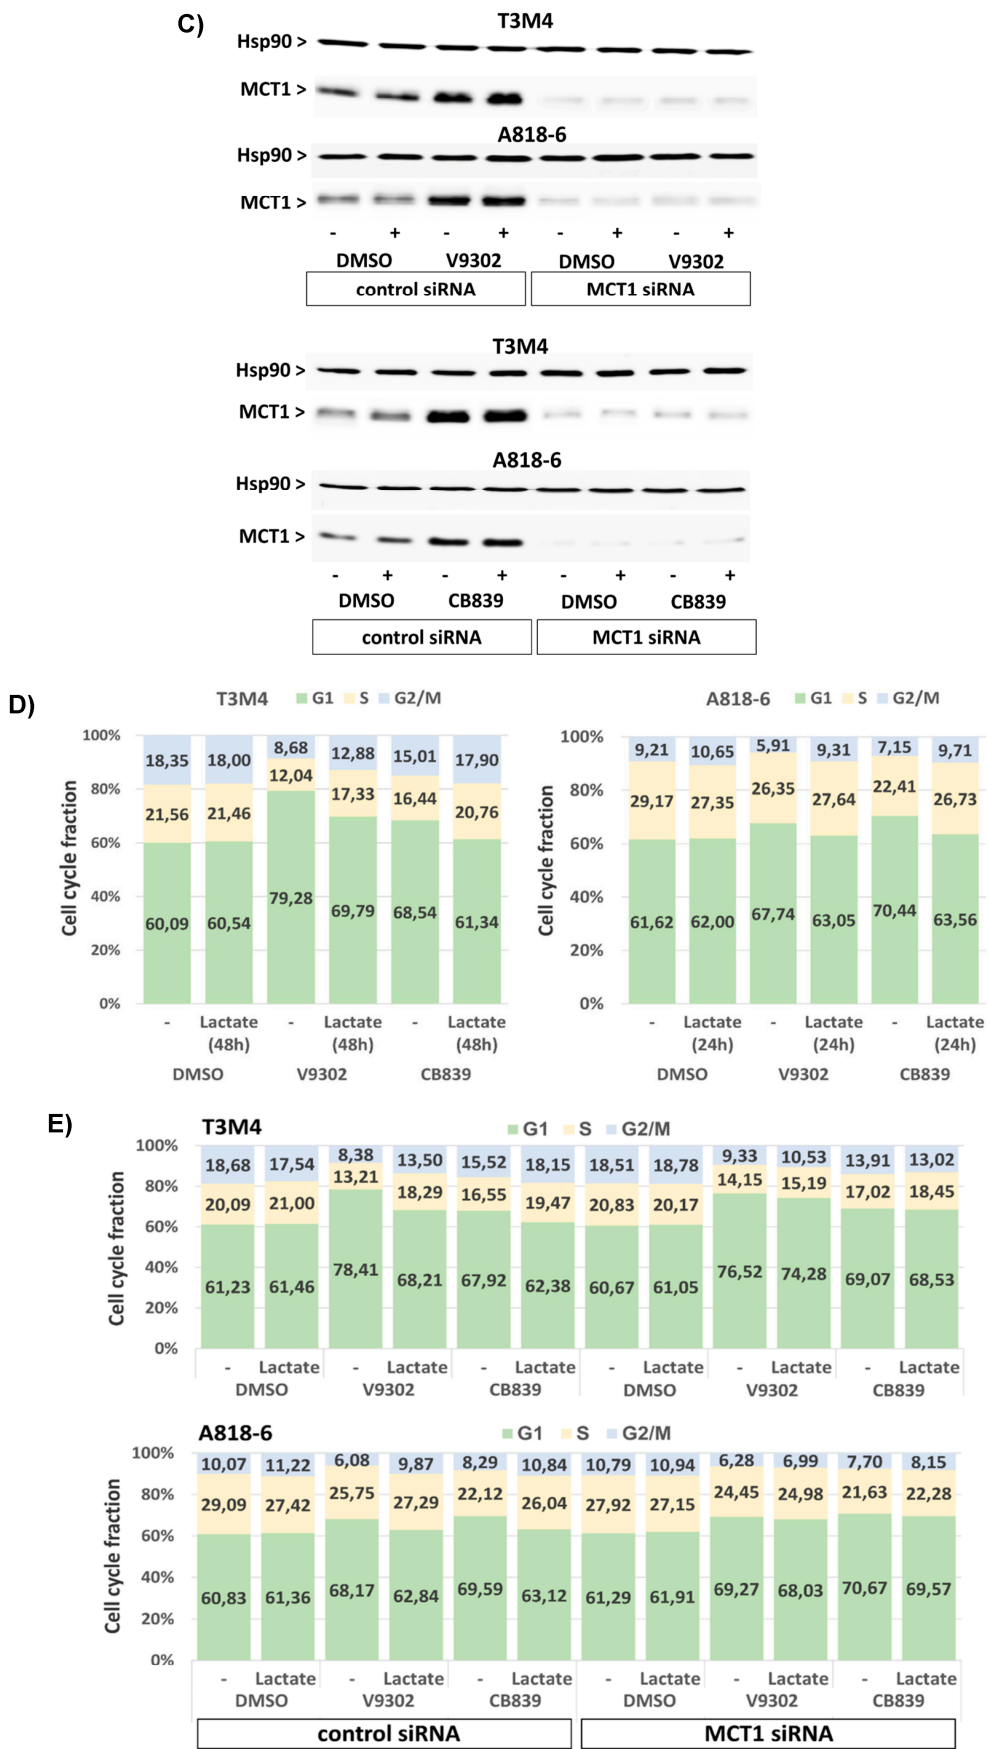 C)
T3M4
Hsp90 >
MCT1 >
A818-6
Hsp90 >
MCT1 >
- + - + - + - +
DMSO V9302 DMSO V9302
control siRNA MCT1 siRNA
T3M4
Hsp90 >
MCT1 >
A818-6
Hsp90 >
MCT1 >
- + - + - + - +
DMSO CB839 DMSO CB839
control siRNA MCT1 siRNA
D)
T3M4 G1 S G2/M
Cell cycle fraction
100%
80%
60%
40%
20%
0%
18,35 18,00 8,68 12,88 15,01 17,90
21,56 21,46 12,04 17,33 16,44 20,76
60,09 60,54 79,28 69,79 68,54 61,34
- Lactate - Lactate - Lactate
(48h) (48h) (48h)
DMSO V9302 CB839
A818-6 G1 S G2/M
Cell cycle fraction
100%
80%
60%
40%
20%
0%
9,21 10,65 5,91 9,31 7,15 9,71
29,17 27,35 26,35 27,64 22,41 26,73
61,62 62,00 67,74 63,05 70,44 63,56
- Lactate - Lactate - Lactate
(24h) (24h) (24h)
DMSO V9302 CB839
E)
T3M4 G1 S G2/M
Cell cycle fraction
100%
80%
60%
40%
20%
0%
18,68 17,54 8,38 13,50 15,52 18,15 18,51 18,78 9,33 10,53 13,91 13,02
20,09 21,00 13,21 18,29 16,55 19,47 20,83 20,17 14,15 15,19 17,02 18,45
61,23 61,46 78,41 68,21 67,92 62,38 60,67 61,05 76,52 74,28 69,07 68,53
- Lactate - Lactate - Lactate - Lactate - Lactate - Lactate
DMSO V9302 CB839 DMSO V9302 CB839
A818-6 G1 S G2/M
Cell cycle fraction
100%
80%
60%
40%
20%
0%
10,07 11,22 6,08 9,87 8,29 10,84 10,79 10,94 6,28 6,99 7,70 8,15
29,09 27,42 25,75 27,29 22,12 26,04 27,92 27,15 24,45 24,98 21,63 22,28
60,83 61,36 68,17 62,84 69,59 63,12 61,29 61,91 69,27 68,03 70,67 69,57
- Lactate - Lactate - Lactate - Lactate - Lactate - Lactate
DMSO V9302 CB839 DMSO V9302 CB839
control siRNA MCT1 siRNA